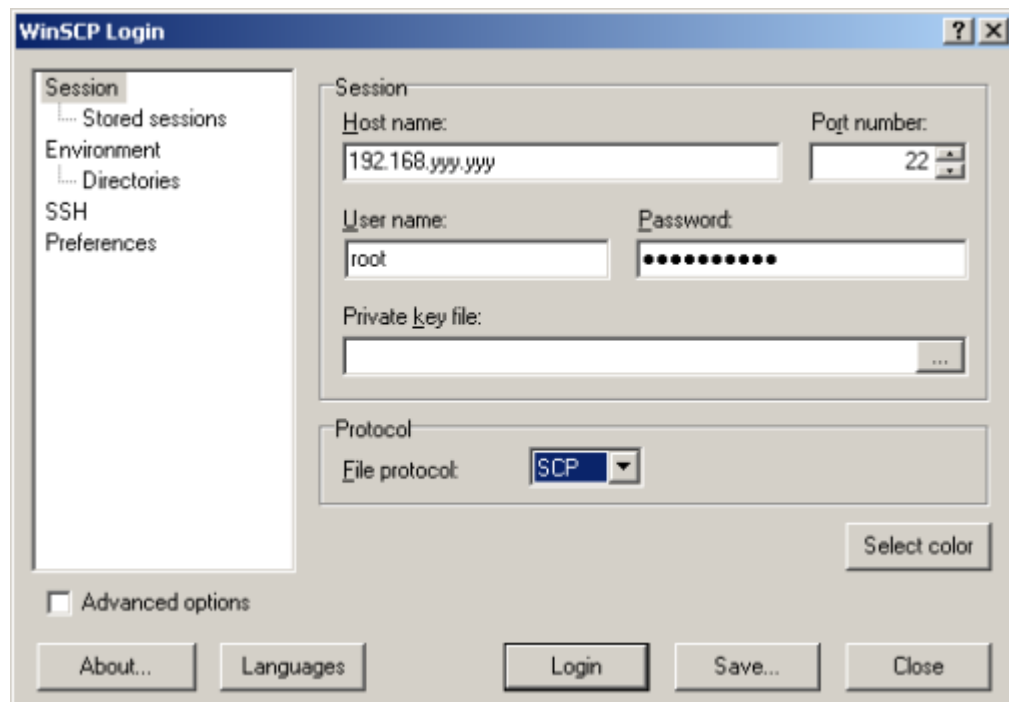 WinSCP Login
Session
Stored sessions
Environment
Directories
SSH
Preferences
Session
Host name:
Port number:
192.168.yyy.yyy
22
User name:
Password:
root
●●●●●●●●●●
Private key file:
...
Protocol
File protocol:
SCP
Select color
Advanced options
About...
Languages
Login
Save...
Close